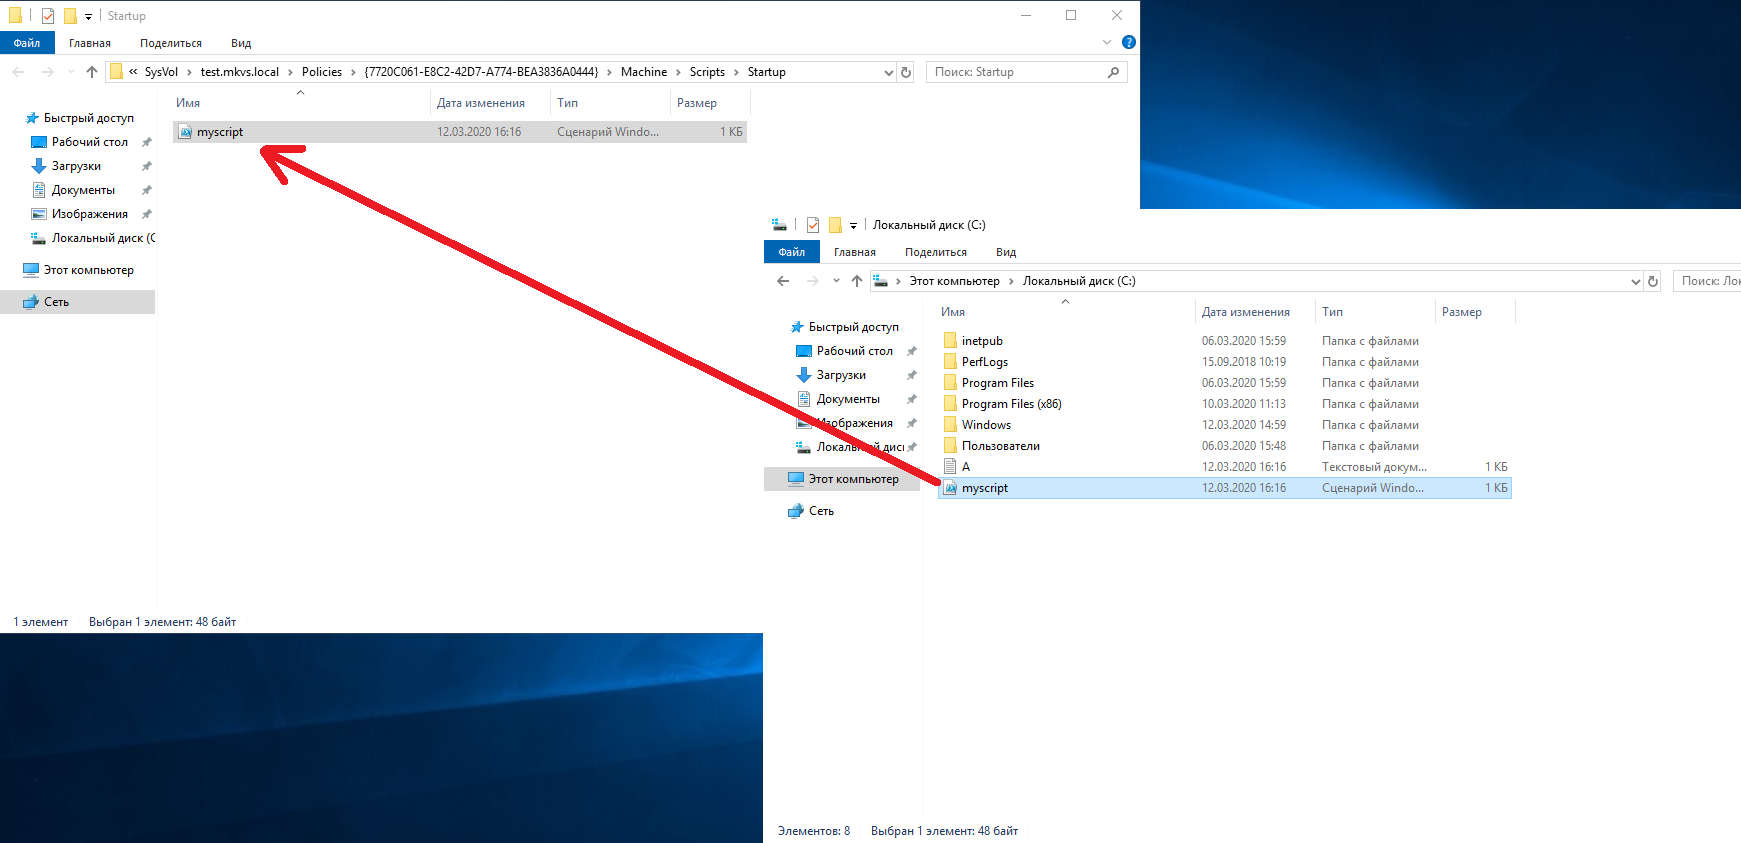 Startup
Файл Главная Поделиться Вид
« SysVol › test.mkvs.local › Policies › {7720C061-E8C2-42D7-A774-BEA3836A0444} › Machine › Scripts › Startup
Поиск: Startup
Имя Дата изменения Тип Размер
myscript 12.03.2020 16:16 Сценарий Windo... 1 КБ
Быстрый доступ
Рабочий стол
Загрузки
Документы
Изображения
Локальный диск (C
Этот компьютер
Сеть
1 элемент Выбран 1 элемент: 48 байт
Локальный диск (C:)
Файл Главная Поделиться Вид
› Этот компьютер › Локальный диск (C:)
Поиск: Ло
Имя Дата изменения Тип Размер
Быстрый доступ
Рабочий стол
Загрузки
Документы
Изображения
Локальный диск
Этот компьютер
Сеть
inetpub 06.03.2020 15:59 Папка с файлами
PerfLogs 15.09.2018 10:19 Папка с файлами
Program Files 06.03.2020 15:59 Папка с файлами
Program Files (x86) 10.03.2020 11:13 Папка с файлами
Windows 12.03.2020 14:59 Папка с файлами
Пользователи 06.03.2020 15:48 Папка с файлами
A 12.03.2020 16:16 Текстовый докум... 1 КБ
myscript 12.03.2020 16:16 Сценарий Windo... 1 КБ
Элементов: 8 Выбран 1 элемент: 48 байт